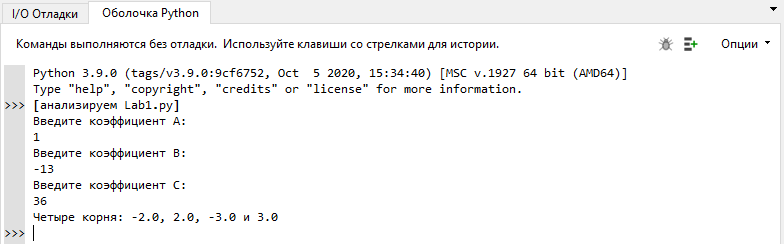 I/O Отладки Оболочка Python
Команды выполняются без отладки. Используйте клавиши со стрелками для истории. Опции
Python 3.9.0 (tags/v3.9.0:9cf6752, Oct  5 2020, 15:34:40) [MSC v.1927 64 bit (AMD64)]
Type "help", "copyright", "credits" or "license" for more information.
>>> [анализируем Lab1.py]
Введите коэффициент A:
1
Введите коэффициент B:
-13
Введите коэффициент C:
36
Четыре корня: -2.0, 2.0, -3.0 и 3.0
>>>